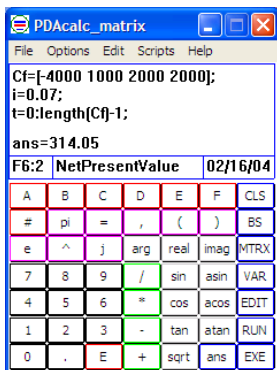 PDAcalc_matrix
File Options Edit Scripts Help
Cf=[-4000 1000 2000 2000];
i=0.07;
t=0:length(Cf)-1;
ans=314.05
F6:2 NetPresentValue 02/16/04
A B C D E F CLS
# pi = , ( ) BS
e ^ j arg real imag MTRX
7 8 9 / sin asin VAR
4 5 6 * cos acos EDIT
1 2 3 - tan atan RUN
0 . E + sqrt ans EXE